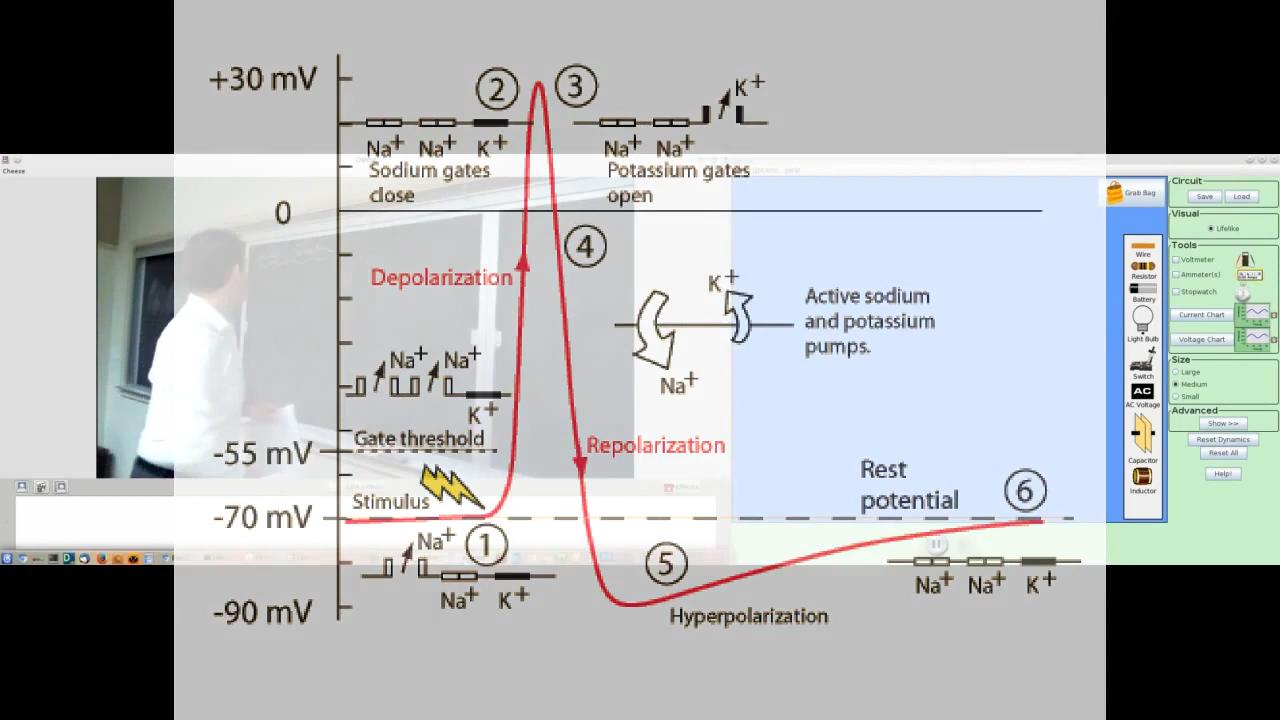 +30 mV
2
3
K+
Na+ Na+ K+
Na+ Na+
Sodium gates
close
Potassium gates
open
0
4
Depolarization
K+
Active sodium
and potassium
pumps.
Na+
Na+ Na+
K+
Gate threshold
-55 mV
Repolarization
Stimulus
Rest
potential
6
-70 mV
Na+
1
Na+ K+
5
Na+ Na+ K+
-90 mV
Hyperpolarization
Cheese
Grab Bag
Wire
Resistor
Battery
Light Bulb
Switch
AC
AC Voltage
Capacitor
Inductor
Circuit
Save Load
Visual
Lifelike
Tools
Voltmeter
Ammeter(s)
Stopwatch
Current Chart
Voltage Chart
Size
Large
Medium
Small
Advanced
Show >>
Reset Dynamics
Reset All
Help!